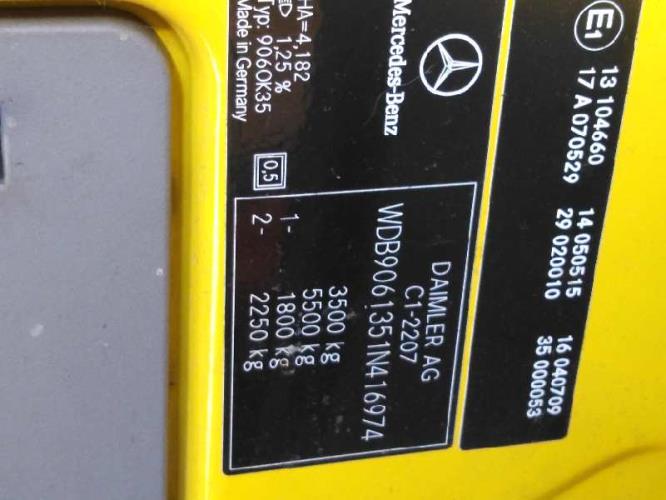 E1
13 104660 14 050515 16 040709
17 A 070529 29 020010 35 000053
Mercedes-Benz
HA=4,182
1,25 %
Typ: 906OK35
Made in Germany
0,5
DAIMLER AG
C1-2207
WDB9061351N416974
3500 kg
5500 kg
1- 1800 kg
2- 2250 kg